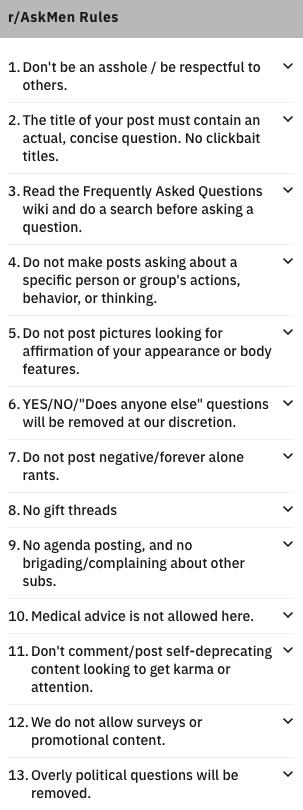 r/AskMen Rules
1. Don't be an asshole / be respectful to
others.
2. The title of your post must contain an
actual, concise question. No clickbait
titles.
3. Read the Frequently Asked Questions
wiki and do a search before asking a
question.
4. Do not make posts asking about a
specific person or group's actions,
behavior, or thinking.
5. Do not post pictures looking for
affirmation of your appearance or body
features.
6. YES/NO/"Does anyone else" questions
will be removed at our discretion.
7. Do not post negative/forever alone
rants.
8. No gift threads
9. No agenda posting, and no
brigading/complaining about other
subs.
10. Medical advice is not allowed here.
11. Don't comment/post self-deprecating
content looking to get karma or
attention.
12. We do not allow surveys or
promotional content.
13. Overly political questions will be
removed.